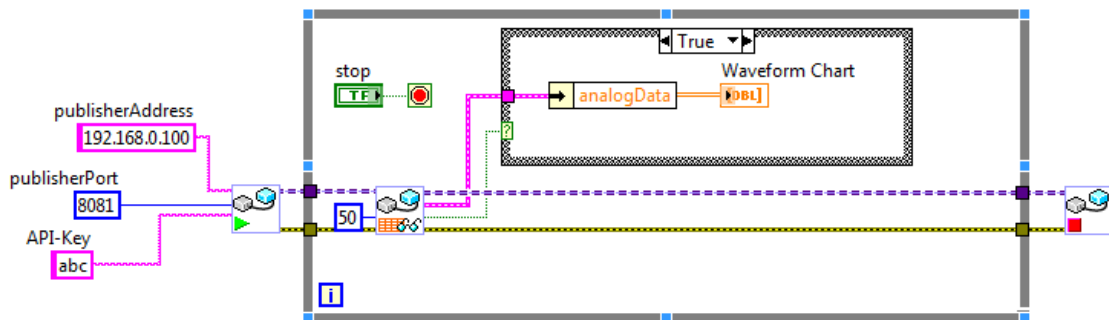 True
stop
TF
Waveform Chart
analogData
DBL]
publisherAddress
192.168.0.100
publisherPort
8081
?
50
API-Key
abc
i